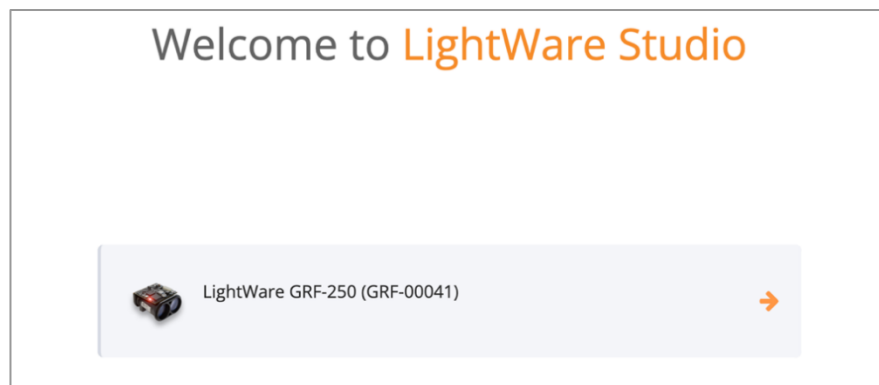 Welcome to LightWare Studio
LightWare GRF-250 (GRF-00041)